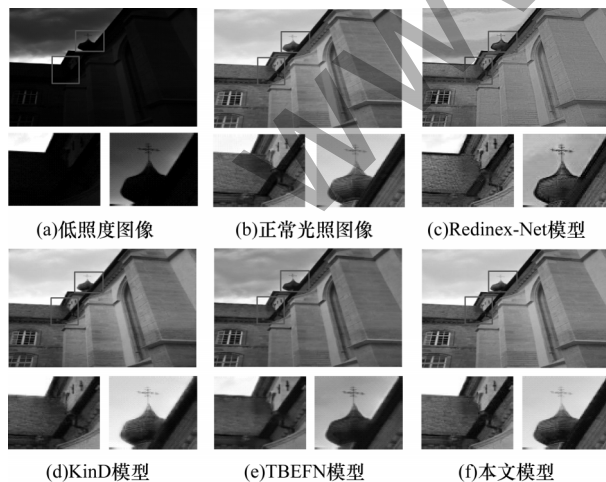 (a)低照度图像
(b)正常光照图像
(c)Redinex-Net模型
(d)KinD模型
(e)TBEFN模型
(f)本文模型